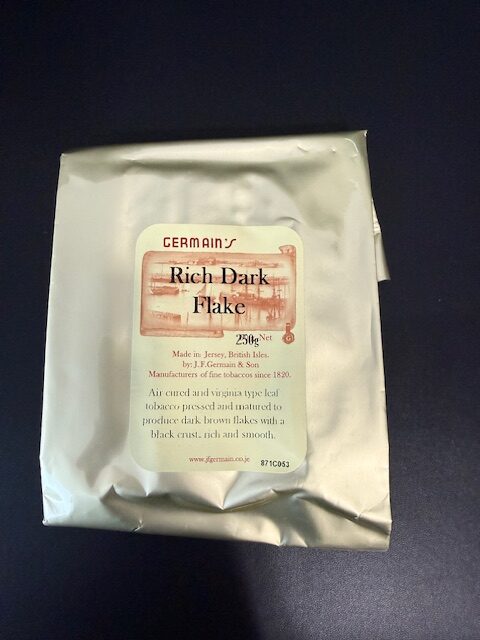 GERMAIN'S
Rich Dark
Flake
250g Net
Made in Jersey, British Isles.
by: J.F.Germain & Son
Manufacturers of fine tobaccos since 1820.
Air cured and virginia type leaf
tobacco pressed and matured to
produce dark brown flakes with a
black crust, rich and smooth.
www.jfgermain.co.je
871C053
G